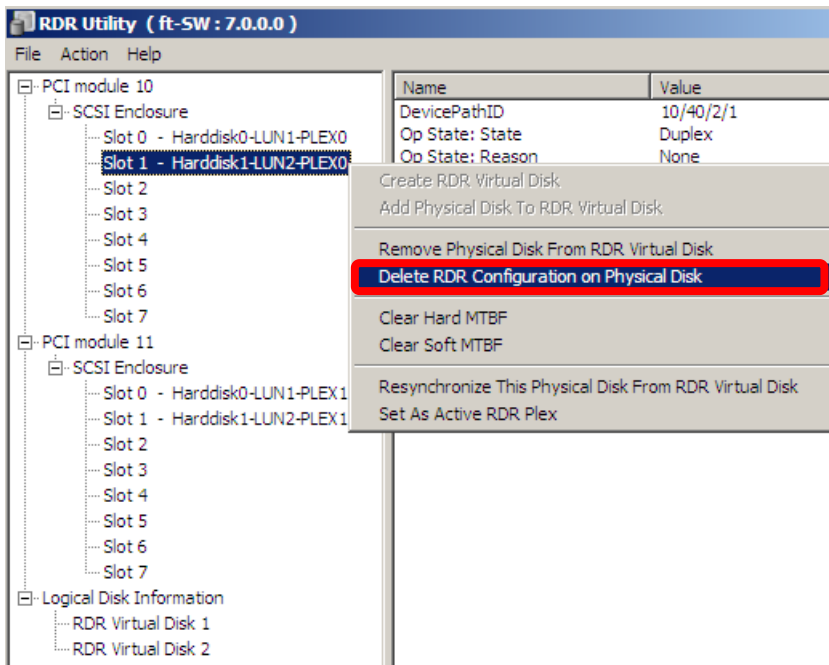 RDR Utility ( ft-SW : 7.0.0.0 )
File Action Help
PCI module 10
SCSI Enclosure
Slot 0 - Harddisk0-LUN1-PLEX0
Slot 1 - Harddisk1-LUN2-PLEX0
Slot 2
Slot 3
Slot 4
Slot 5
Slot 6
Slot 7
PCI module 11
SCSI Enclosure
Slot 0 - Harddisk0-LUN1-PLEX1
Slot 1 - Harddisk1-LUN2-PLEX1
Slot 2
Slot 3
Slot 4
Slot 5
Slot 6
Slot 7
Logical Disk Information
RDR Virtual Disk 1
RDR Virtual Disk 2
Name Value
DevicePathID 10/40/2/1
Op State: State Duplex
Op State: Reason None
Create RDR Virtual Disk
Add Physical Disk To RDR Virtual Disk
Remove Physical Disk From RDR Virtual Disk
Delete RDR Configuration on Physical Disk
Clear Hard MTBF
Clear Soft MTBF
Resynchronize This Physical Disk From RDR Virtual Disk
Set As Active RDR Plex